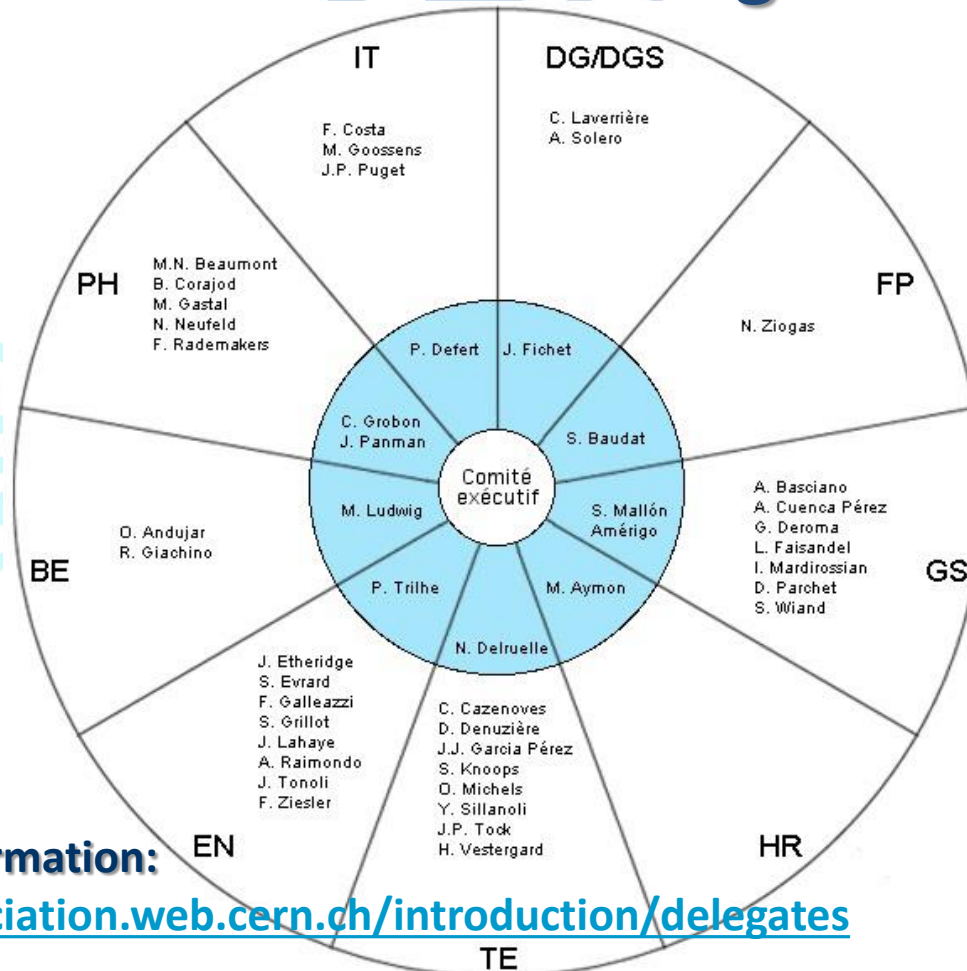 IT
F. Costa
M. Goossens
J.P. Puget
DG/DGS
C. Laverrière
A. Solero
PH
M.N. Beaumont
B. Corajod
M. Gastal
N. Neufeld
F. Rademakers
FP
N. Ziogas
P. Defert
J. Fichet
C. Grobon
J. Panman
S. Baudat
Comité
exécutif
M. Ludwig
S. Mallón
Amérigo
P. Trilhe
M. Aymon
N. Delruelle
BE
O. Andujar
R. Giachino
GS
A. Basciano
A. Cuenca Pérez
G. Deroma
L. Faisandel
I. Mardirossian
D. Parchet
S. Wiand
EN
J. Etheridge
S. Evrard
F. Galleazzi
S. Grillot
J. Lahaye
A. Raimondo
J. Tonoli
F. Ziesler
C. Cazenoves
D. Denuzière
J.J. Garcia Pérez
S. Knoops
O. Michels
Y. Sillanoli
J.P. Tock
H. Vestergard
HR
rmation:
ciation.web.cern.ch/introduction/delegates
TE